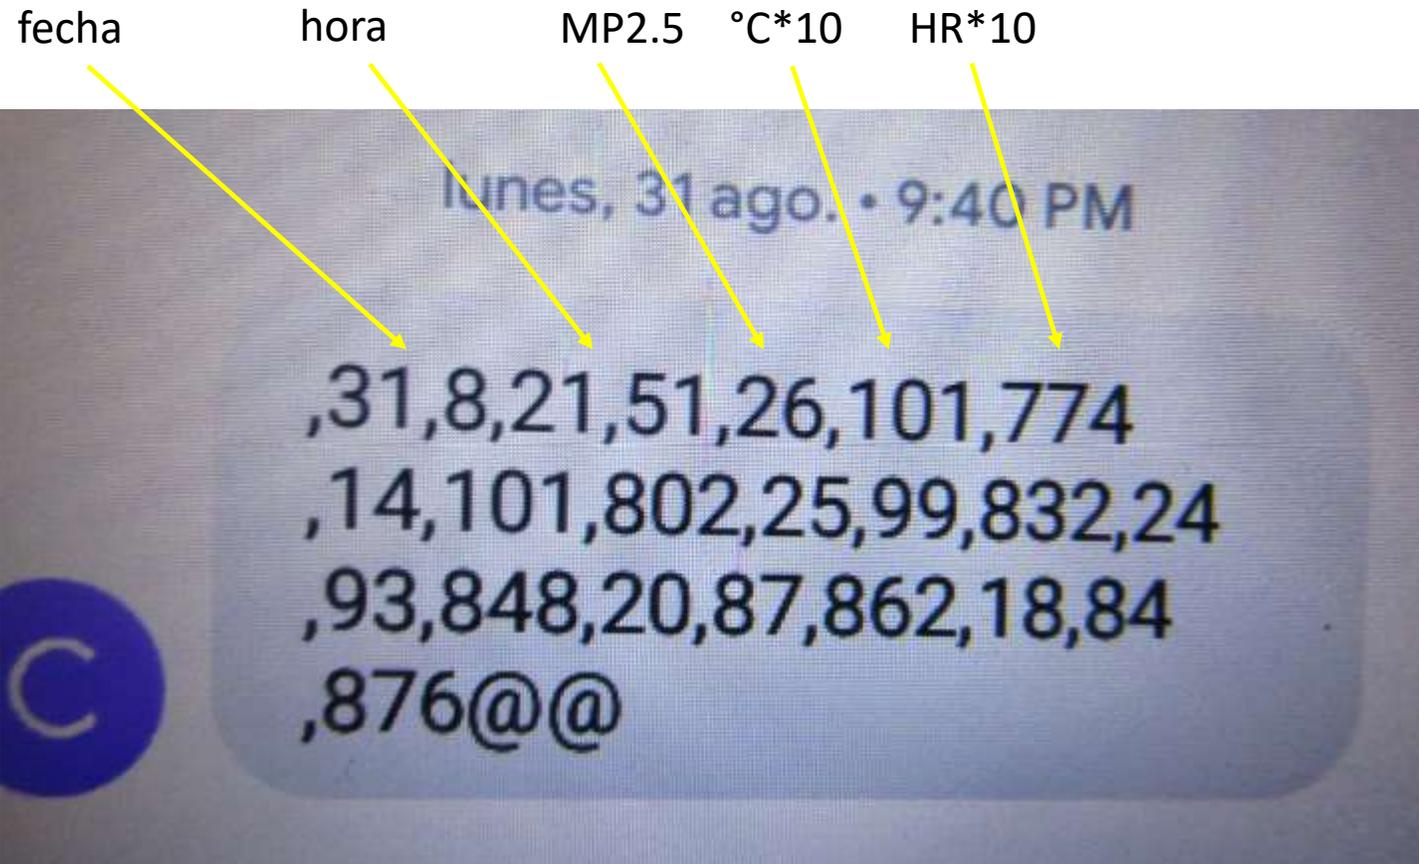 fecha hora MP2.5 °C*10 HR*10
lunes, 31 ago. • 9:40 PM
,31,8,21,51,26,101,774
,14,101,802,25,99,832,24
,93,848,20,87,862,18,84
,876@@
C